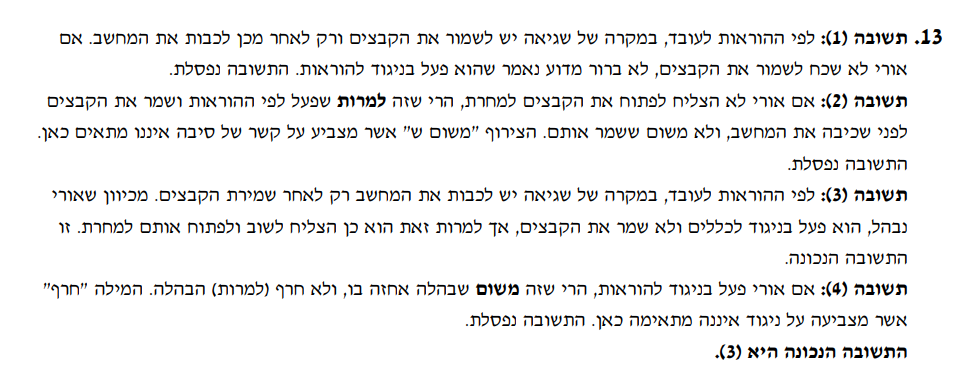 13. תשובה (1): לפי ההוראות לעובד, במקרה של שגיאה יש לשמור את הקבצים ורק לאחר מכן לכבות את המחשב. אם
אורי לא שכח לשמור את הקבצים, לא ברור מדוע נאמר שהוא פעל בניגוד להוראות. התשובה נפסלת.
תשובה (2): אם אורי לא הצליח לפתוח את הקבצים למחרת, הרי שזה למרות שפעל לפי ההוראות ושמר את הקבצים
לפני שכיבה את המחשב, ולא משום ששמר אותם. הצירוף "משום ש" אשר מצביע על קשר של סיבה איננו מתאים כאן.
התשובה נפסלת.
תשובה (3): לפי ההוראות לעובד, במקרה של שגיאה יש לכבות את המחשב רק לאחר שמירת הקבצים. מכיוון שאורי
נבהל, הוא פעל בניגוד לכללים ולא שמר את הקבצים, אך למרות זאת הוא כן הצליח לשוב ולפתוח אותם למחרת. זו
התשובה הנכונה.
תשובה (4): אם אורי פעל בניגוד להוראות, הרי שזה משום שבהלה אחזה בו, ולא חרף (למרות) הבהלה. המילה "חרף"
אשר מצביעה על ניגוד איננה מתאימה כאן. התשובה נפסלת.
התשובה הנכונה היא (3).